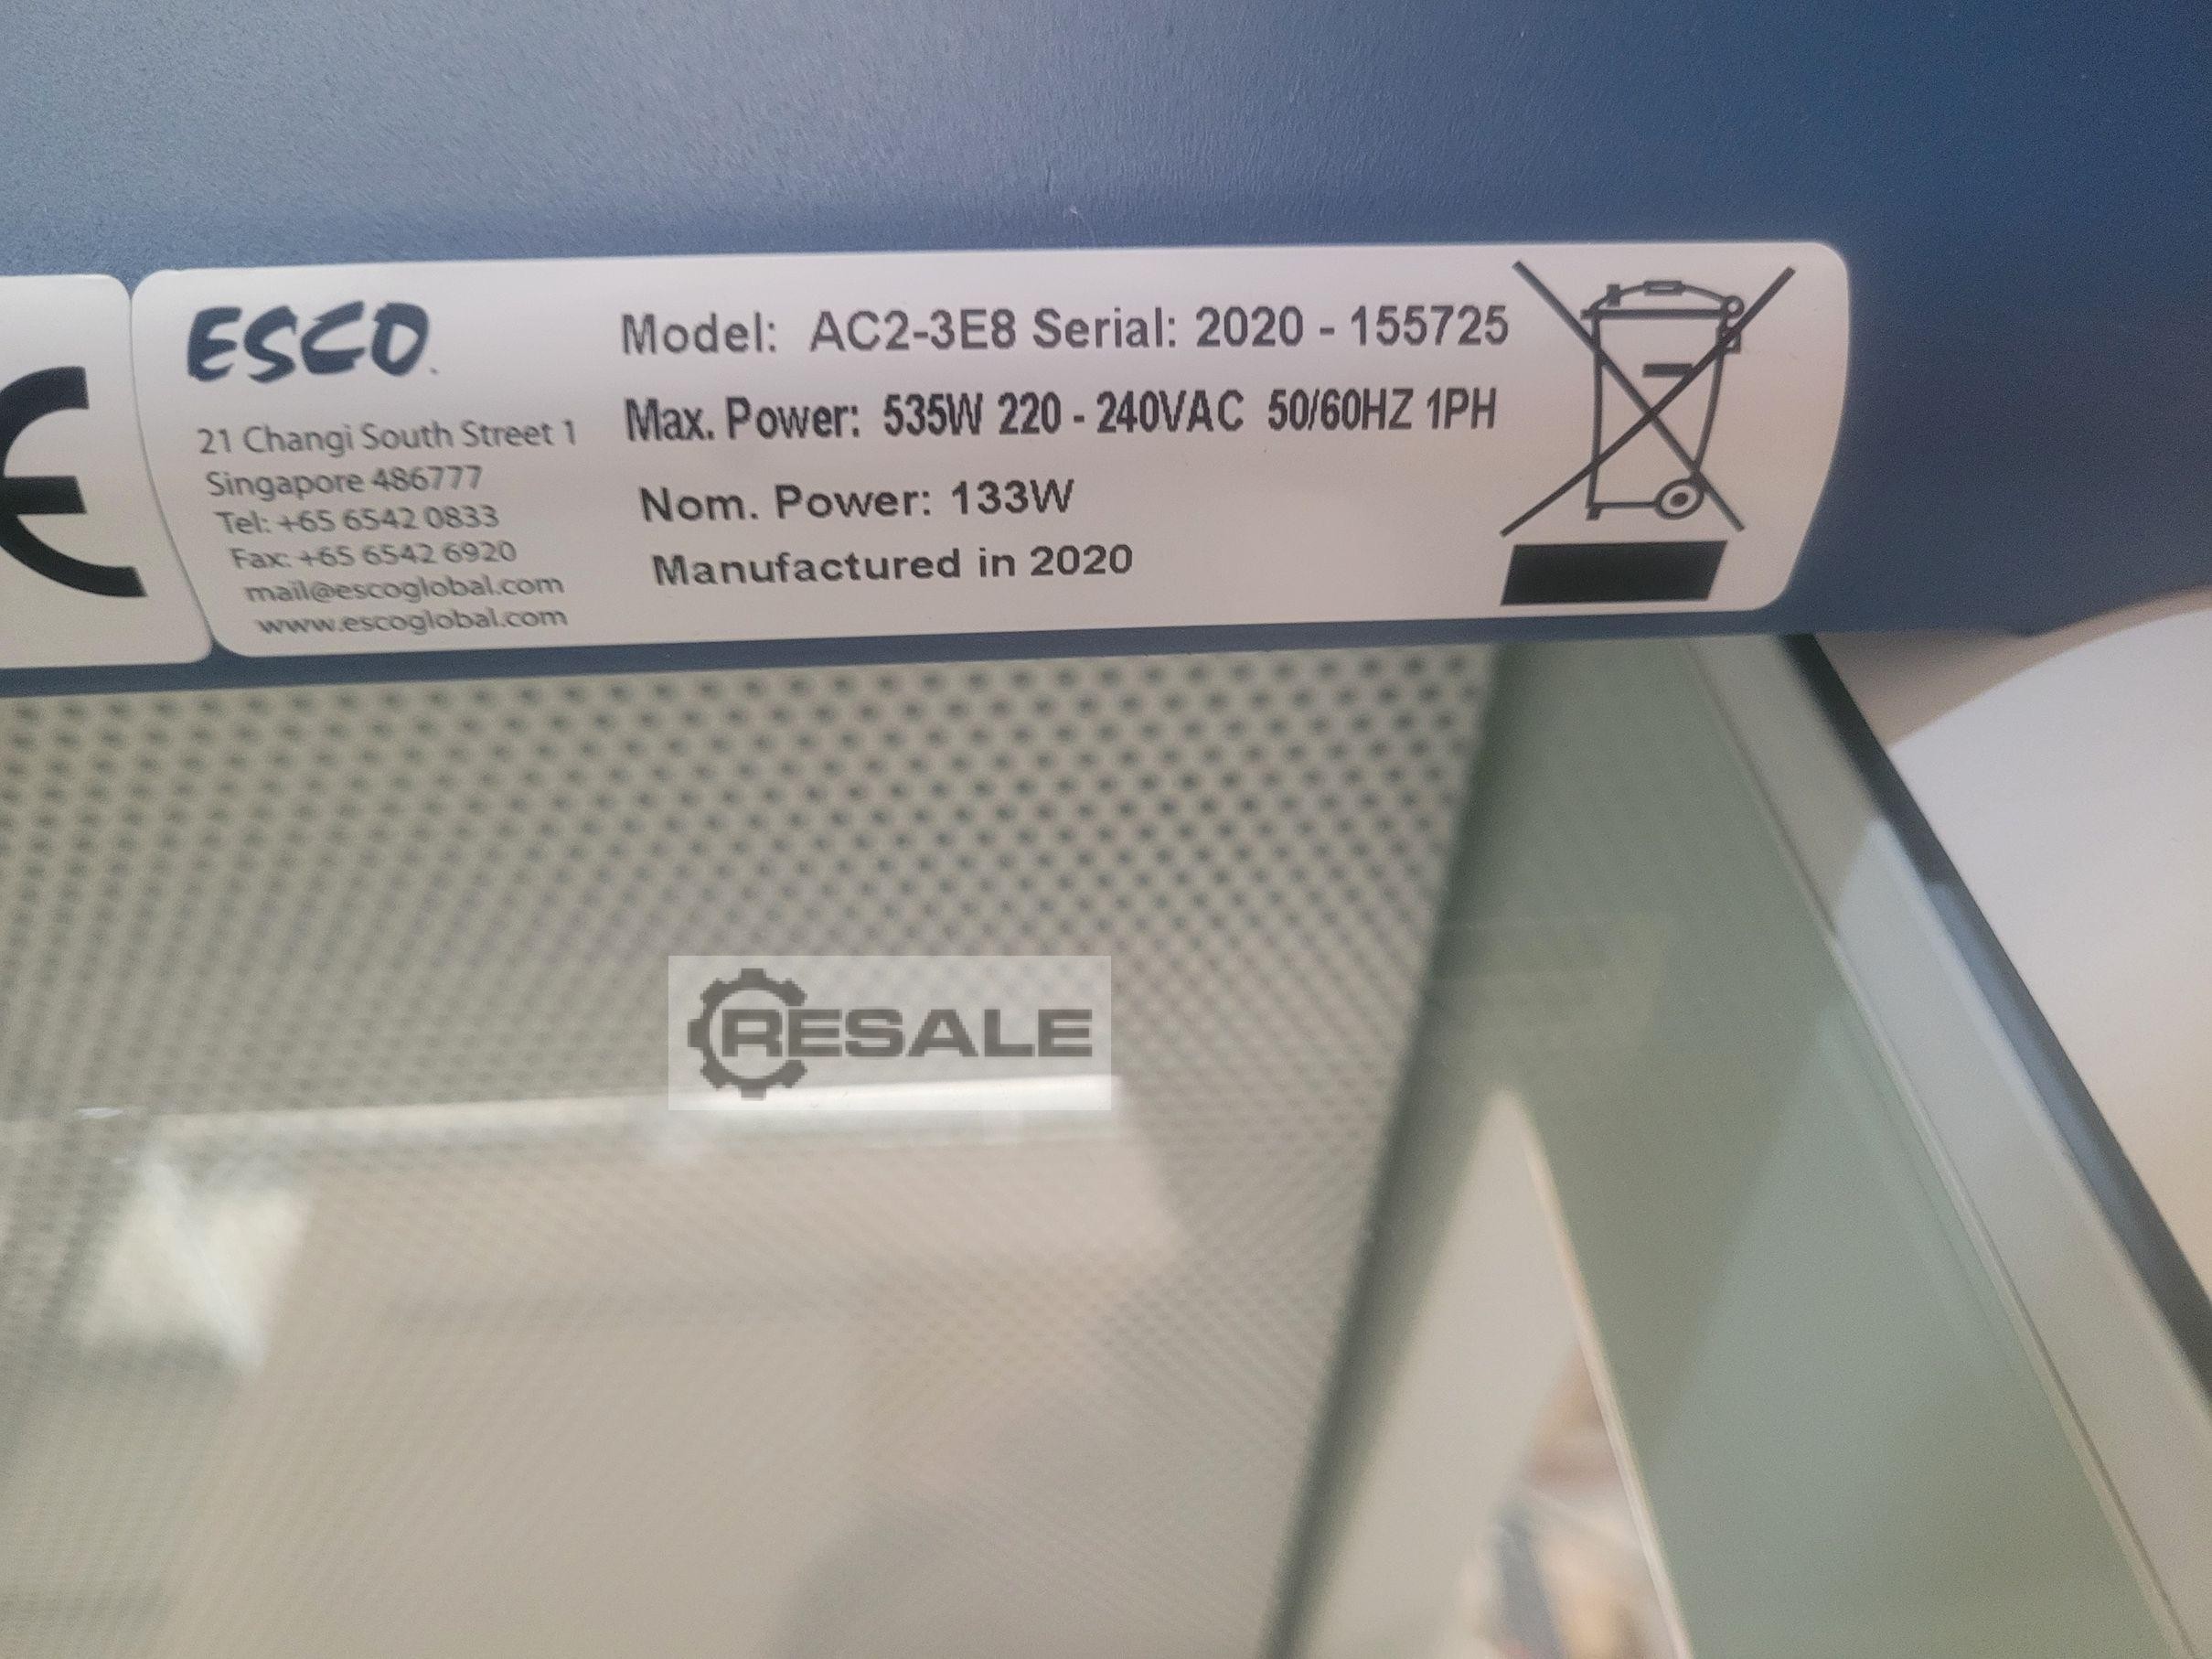 ESCO.
21 Changi South Street 1
Singapore 486777
Tel: +65 6542 0833
Fax: +65 6542 6920
mail@escoglobal.com
www.escoglobal.com
Model: AC2-3E8 Serial: 2020 - 155725
Max. Power: 535W 220 - 240VAC 50/60HZ 1PH
Nom. Power: 133W
Manufactured in 2020
RESALE